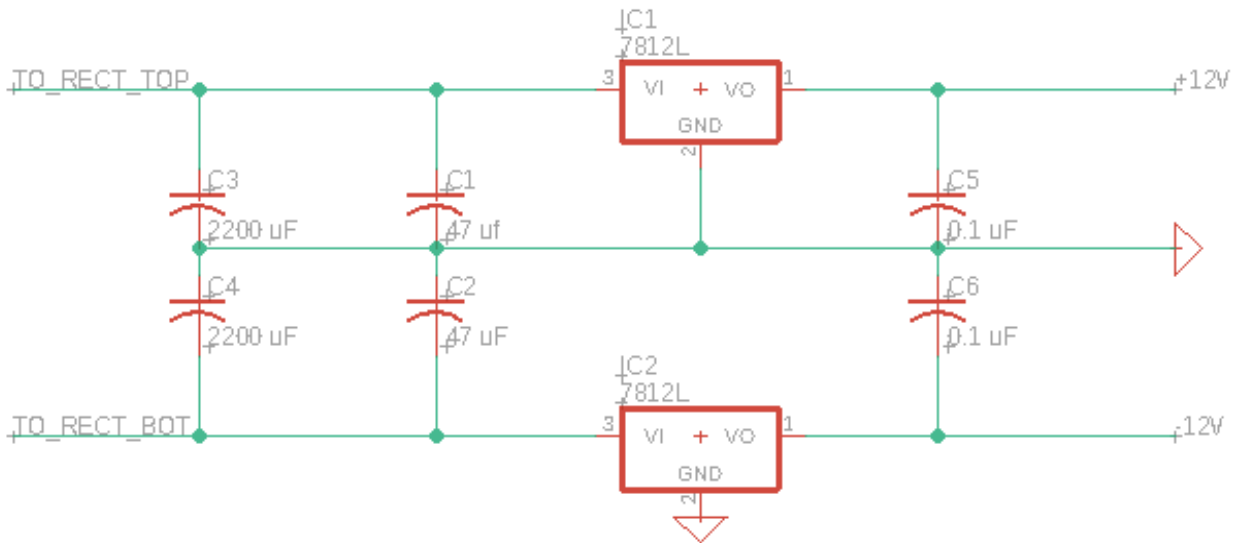 IC1
7812L
TO_RECT_TOP
3
VI
VO
1
+12V
GND
2
C3
C1
C5
2200 uF
47 uf
0.1 uF
C4
C2
C6
2200 uF
47 uF
0.1 uF
IC2
7812L
TO_RECT_BOT
3
VI
VO
1
-12V
GND
2